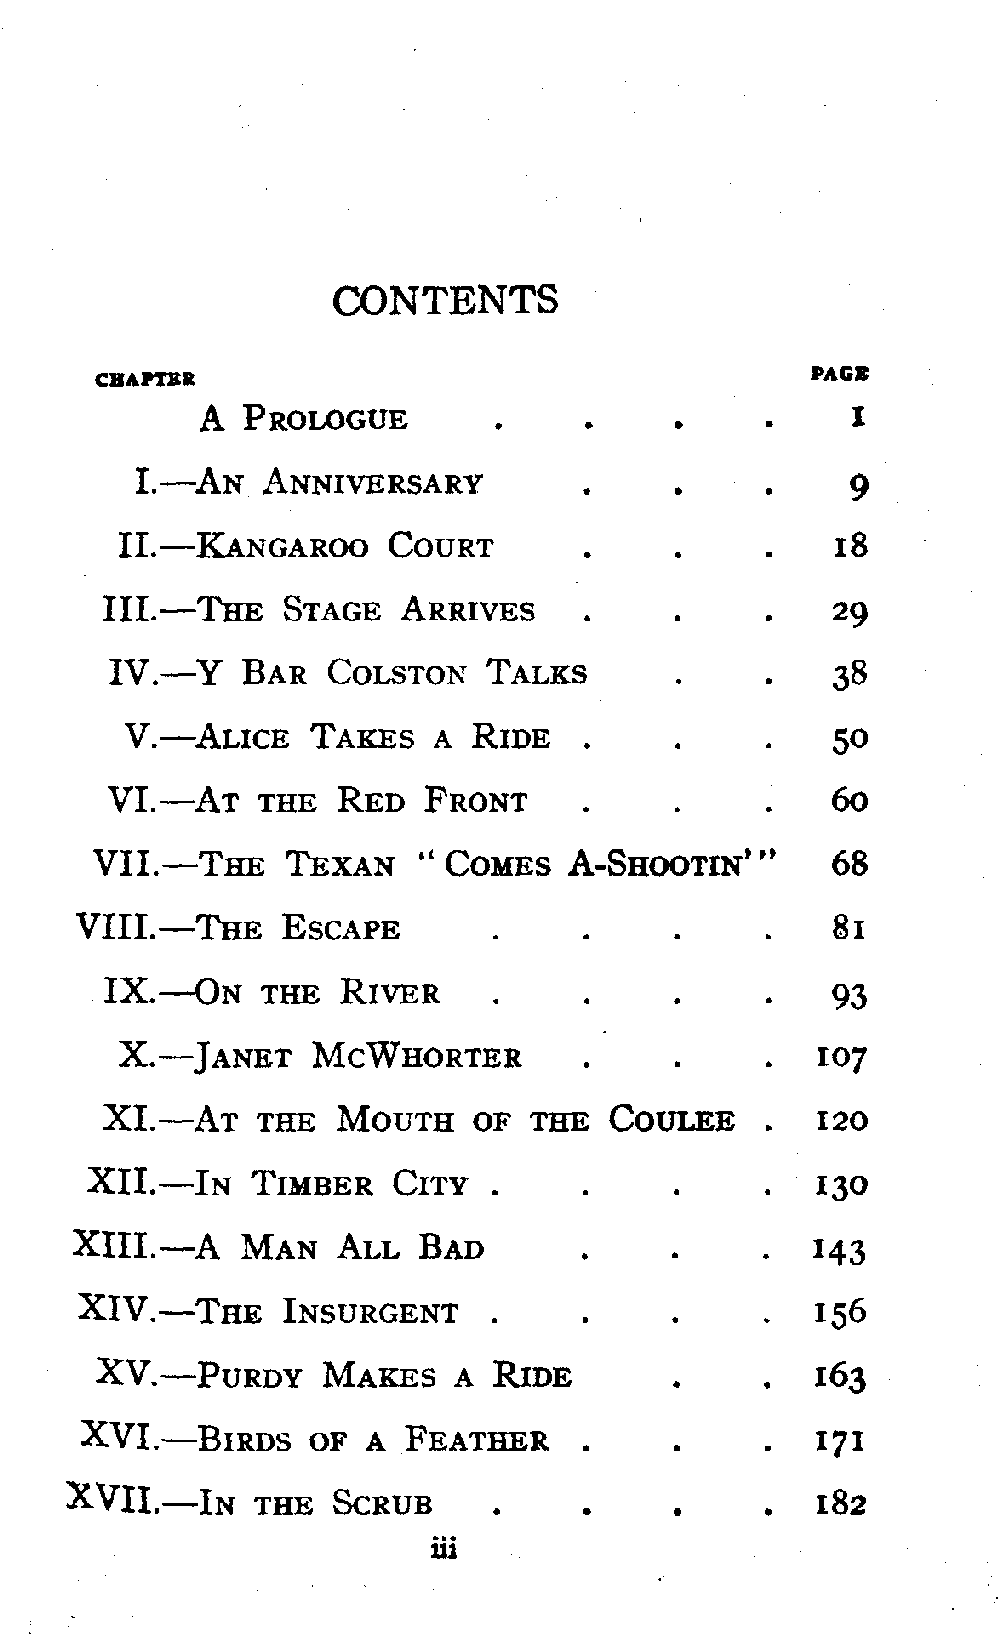 CONTENTS
CHAPTER PAGE
A Prologue . . . . 1
I.—An Anniversary . . . 9
II.—Kangaroo Court . . . 18
III.—The Stage Arrives . . . 29
IV.—Y Bar Colston Talks . . 38
V.—Alice Takes a Ride . . . 50
VI.—At the Red Front . . . 60
VII.—The Texan "Comes A-Shootin'" 68
VIII.—The Escape . . . . 81
IX.—On the River . . . . 93
X.—Janet McWhorter . . . 107
XI.—At the Mouth of the Coulee . 120
XII.—In Timber City . . . . 130
XIII.—A Man All Bad . . . 143
XIV.—The Insurgent . . . . 156
XV.—Purdy Makes a Ride . . 163
XVI.—Birds of a Feather . . . 171
XVII.—In the Scrub . . . . 182
iii